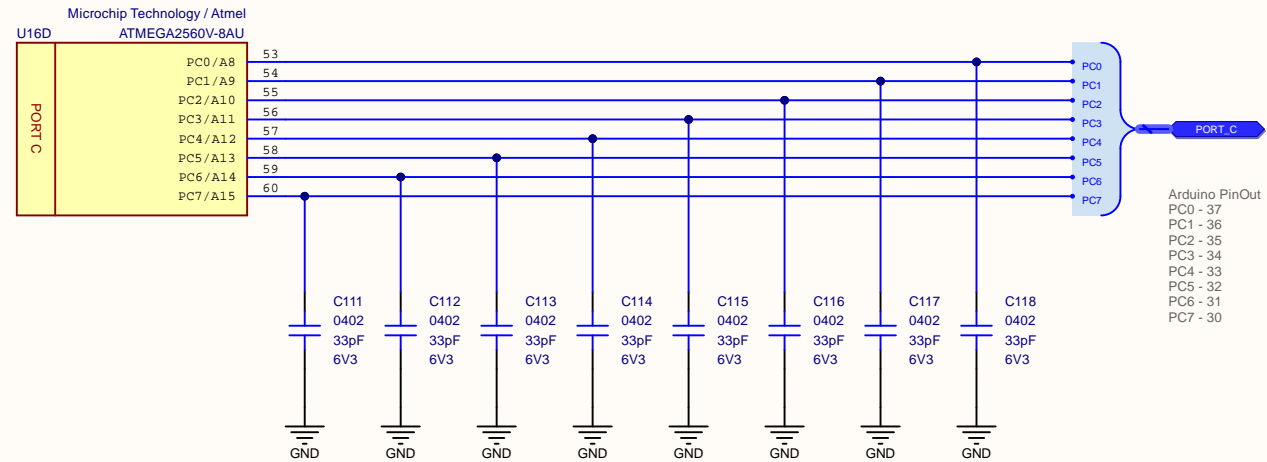 Microchip Technology / Atmel
U16D ATMEGA2560V-8AU
PORT C
PC0/A8 53
PC1/A9 54
PC2/A10 55
PC3/A11 56
PC4/A12 57
PC5/A13 58
PC6/A14 59
PC7/A15 60
PC0
PC1
PC2
PC3
PC4
PC5
PC6
PC7
PORT_C
Arduino PinOut
PC0 - 37
PC1 - 36
PC2 - 35
PC3 - 34
PC4 - 33
PC5 - 32
PC6 - 31
PC7 - 30
C111 C112 C113 C114 C115 C116 C117 C118
0402 0402 0402 0402 0402 0402 0402 0402
33pF 33pF 33pF 33pF 33pF 33pF 33pF 33pF
6V3 6V3 6V3 6V3 6V3 6V3 6V3 6V3
GND GND GND GND GND GND GND GND